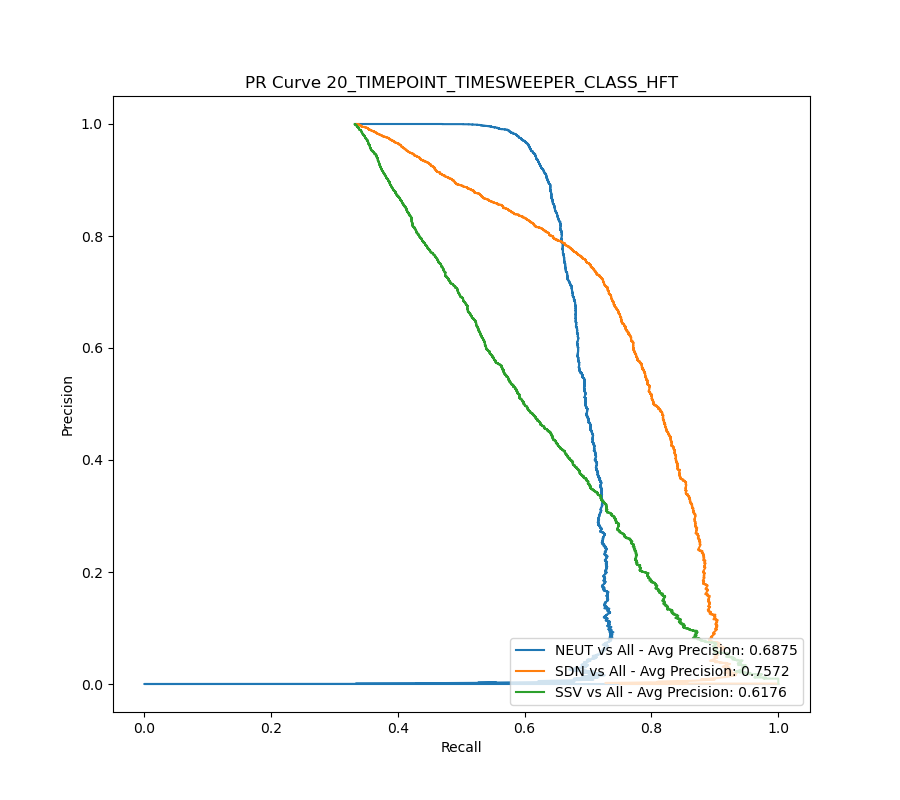 PR Curve 20_TIMEPOINT_TIMESWEEPER_CLASS_HFT
1.0
0.8
0.6
0.4
0.2
0.0
Precision
NEUT vs All - Avg Precision: 0.6875
SDN vs All - Avg Precision: 0.7572
SSV vs All - Avg Precision: 0.6176
0.0 0.2 0.4 0.6 0.8 1.0
Recall